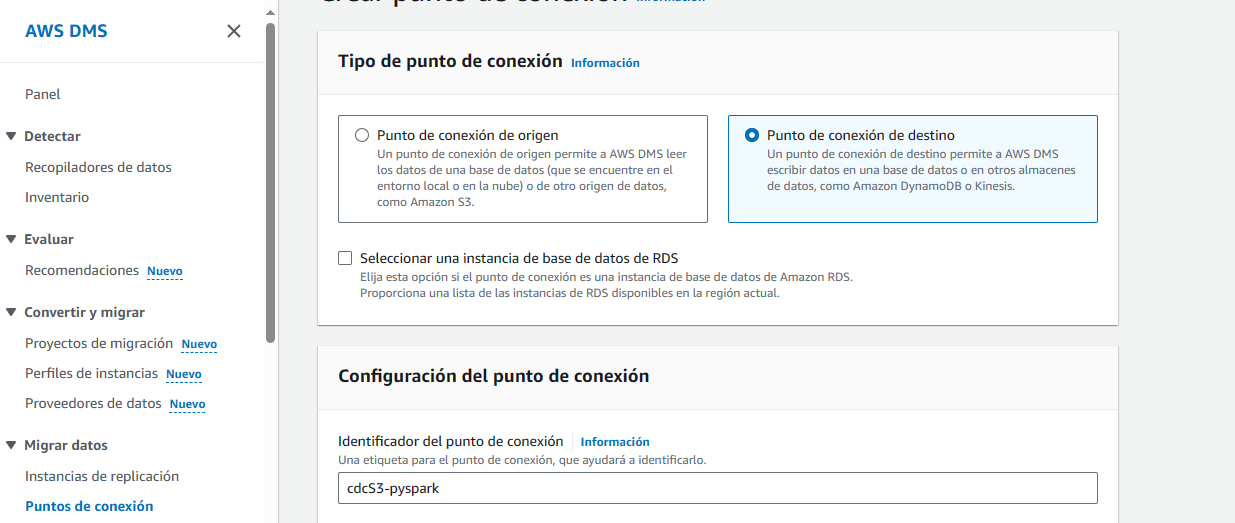 AWS DMS
Panel
Detectar
Recopiladores de datos
Inventario
Evaluar
Recomendaciones Nuevo
Convertir y migrar
Proyectos de migración Nuevo
Perfiles de instancias Nuevo
Proveedores de datos Nuevo
Migrar datos
Instancias de replicación
Puntos de conexión
Crear punto de conexión Información
Tipo de punto de conexión Información
Punto de conexión de origen
Un punto de conexión de origen permite a AWS DMS leer
los datos de una base de datos (que se encuentre en el
entorno local o en la nube) o de otro origen de datos,
como Amazon S3.
Punto de conexión de destino
Un punto de conexión de destino permite a AWS DMS
escribir datos en una base de datos o en otros almacenes
de datos, como Amazon DynamoDB o Kinesis.
Seleccionar una instancia de base de datos de RDS
Elija esta opción si el punto de conexión es una instancia de base de datos de Amazon RDS.
Proporciona una lista de las instancias de RDS disponibles en la región actual.
Configuración del punto de conexión
Identificador del punto de conexión Información
Una etiqueta para el punto de conexión, que ayudará a identificarlo.
cdcS3-pyspark